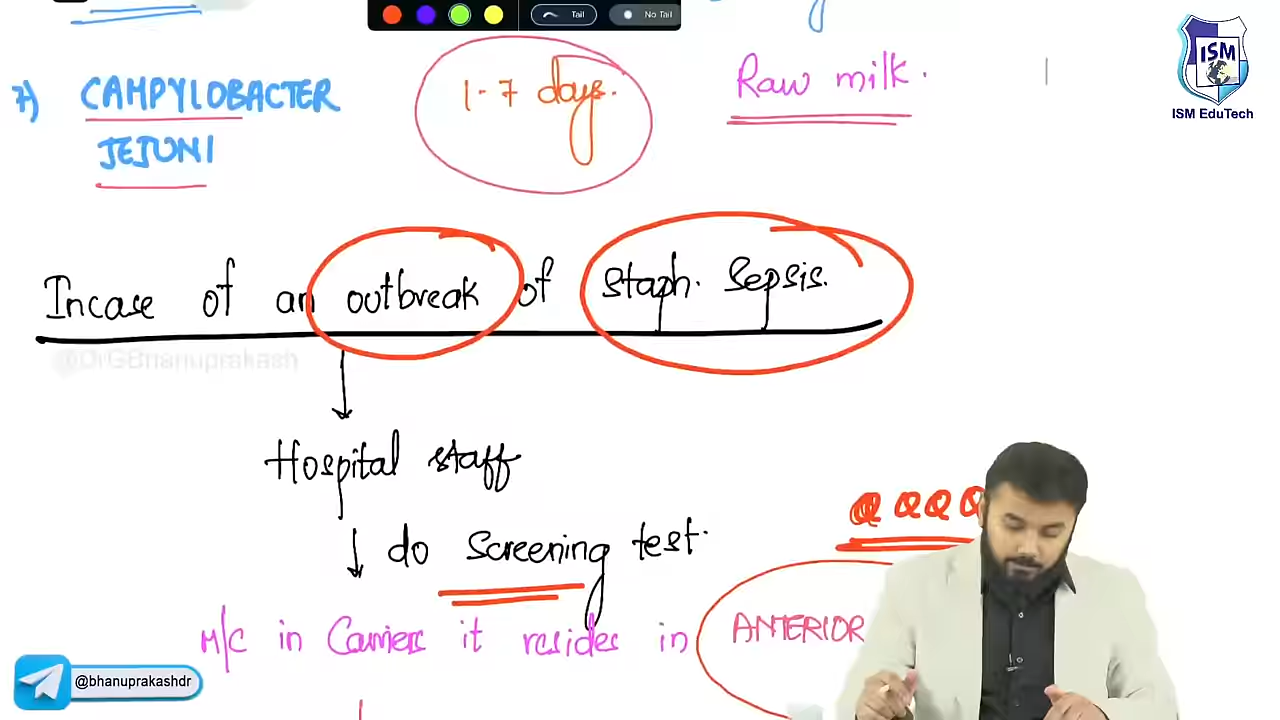 Tail
No Tail
ISM
ISM EduTech
7) CAMPYLOBACTER
JEJUNI
1-7 days.
Raw milk.
Incase of an outbreak of Staph. Sepsis.
@DrGBhanuprakash
Hospital staff
do screening test.
Q Q Q Q
M/C in Carriers it resides in ANTERIOR
@bhanuprakashdr